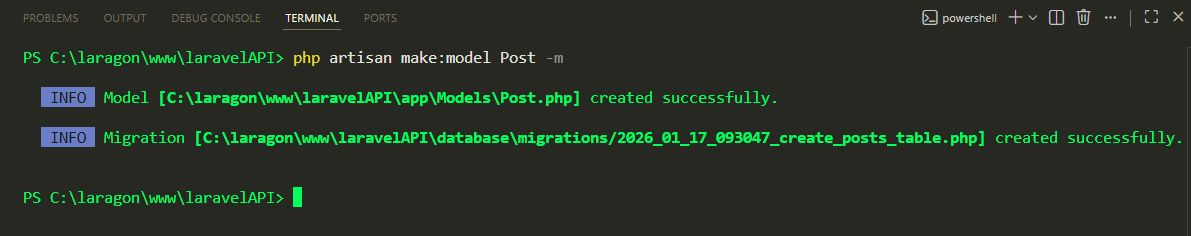 PROBLEMS OUTPUT DEBUG CONSOLE TERMINAL PORTS powershell
PS C:\laragon\www\laravelAPI> php artisan make:model Post -m
INFO Model [C:\laragon\www\laravelAPI\app\Models\Post.php] created successfully.
INFO Migration [C:\laragon\www\laravelAPI\database\migrations/2026_01_17_093047_create_posts_table.php] created successfully.
PS C:\laragon\www\laravelAPI>